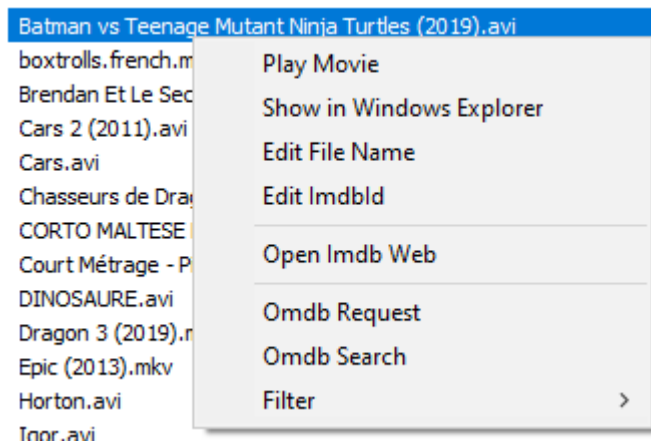 Batman vs Teenage Mutant Ninja Turtles (2019).avi
boxtrolls.french.m
Brendan Et Le Sec
Cars 2 (2011).avi
Cars.avi
Chasseurs de Dra
CORTO MALTESE
Court Métrage - P
DINOSAURE.avi
Dragon 3 (2019).m
Epic (2013).mkv
Horton.avi
Igor.avi
Play Movie
Show in Windows Explorer
Edit File Name
Edit ImdbId
Open Imdb Web
Omdb Request
Omdb Search
Filter